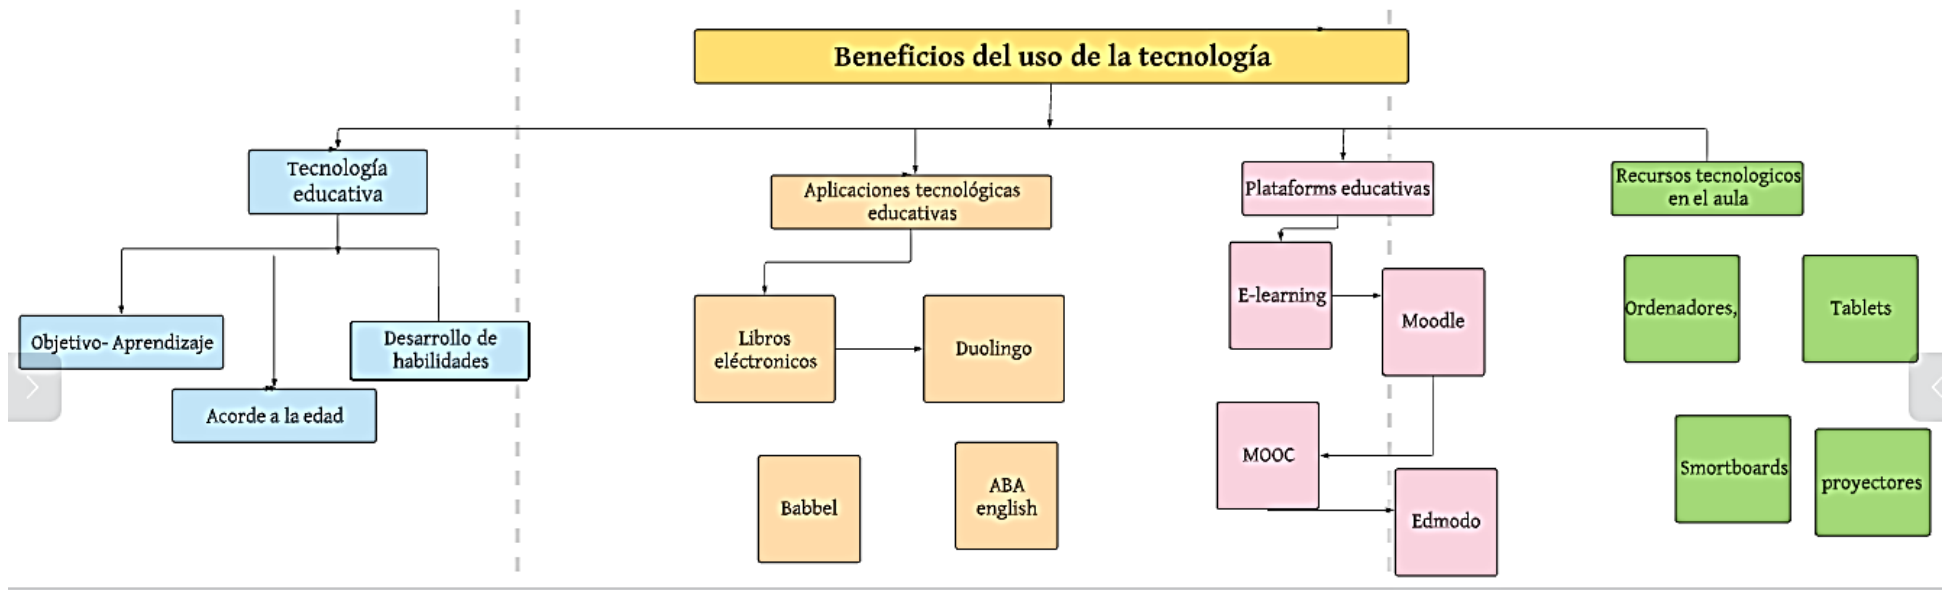 Beneficios del uso de la tecnología
Tecnología
educativa
Objetivo- Aprendizaje
Acorde a la edad
Desarrollo de
habilidades
Aplicaciones tecnológicas
educativas
Libros
eléctronicos
Duolingo
Babbel
ABA
english
Plataforms educativas
E-learning
Moodle
MOOC
Edmodo
Recursos tecnologicos
en el aula
Ordenadores,
Tablets
Smortboards
proyectores